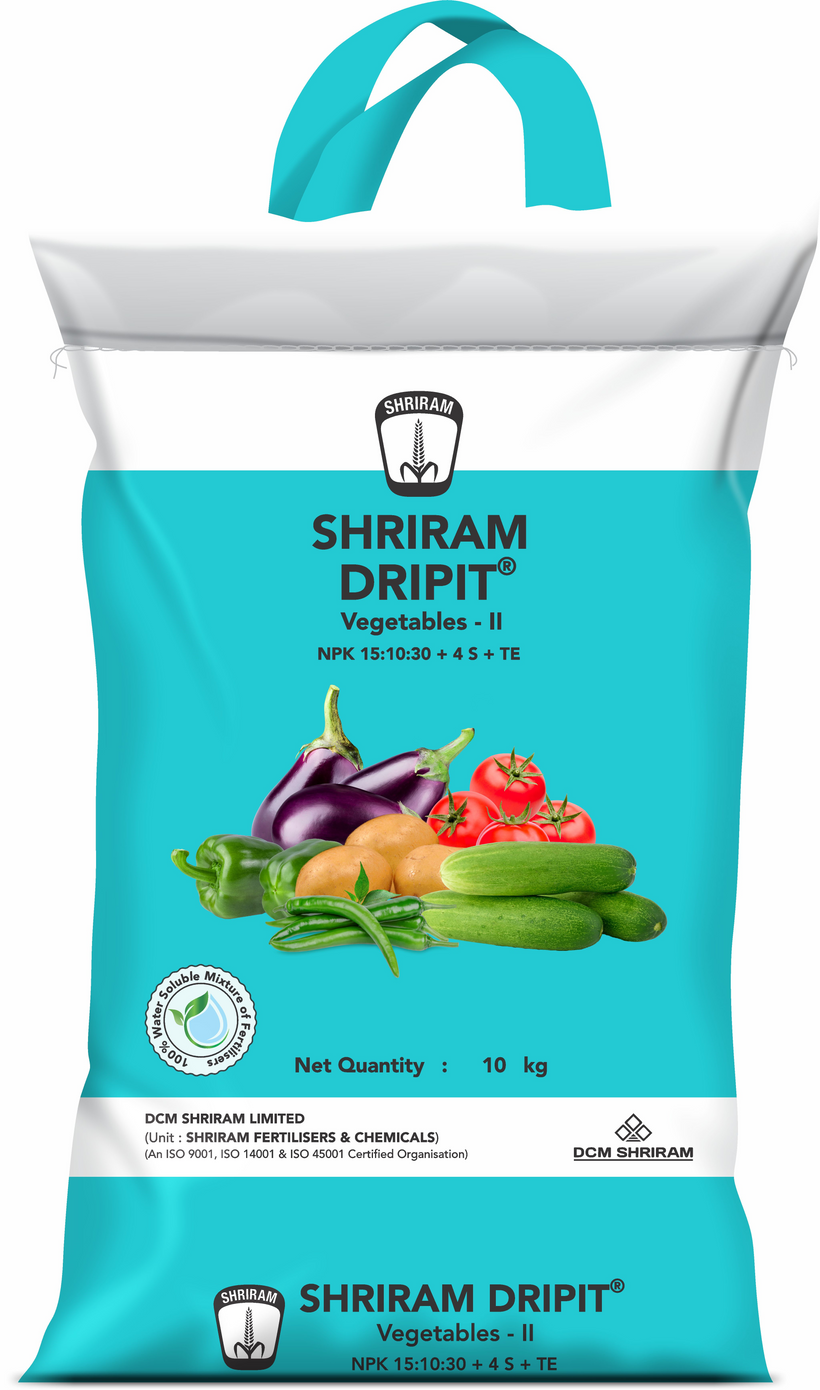 SHRIRAM
SHRIRAM
DRIPIT®
Vegetables - II
NPK 15:10:30 + 4 S + TE
100% Water Soluble Mixture of Fertilisers
Net Quantity : 10 kg
DCM SHRIRAM LIMITED
(Unit : SHRIRAM FERTILISERS & CHEMICALS)
(An ISO 9001, ISO 14001 & ISO 45001 Certified Organisation)
DCM SHRIRAM
SHRIRAM
SHRIRAM DRIPIT®
Vegetables - II
NPK 15:10:30 + 4 S + TE